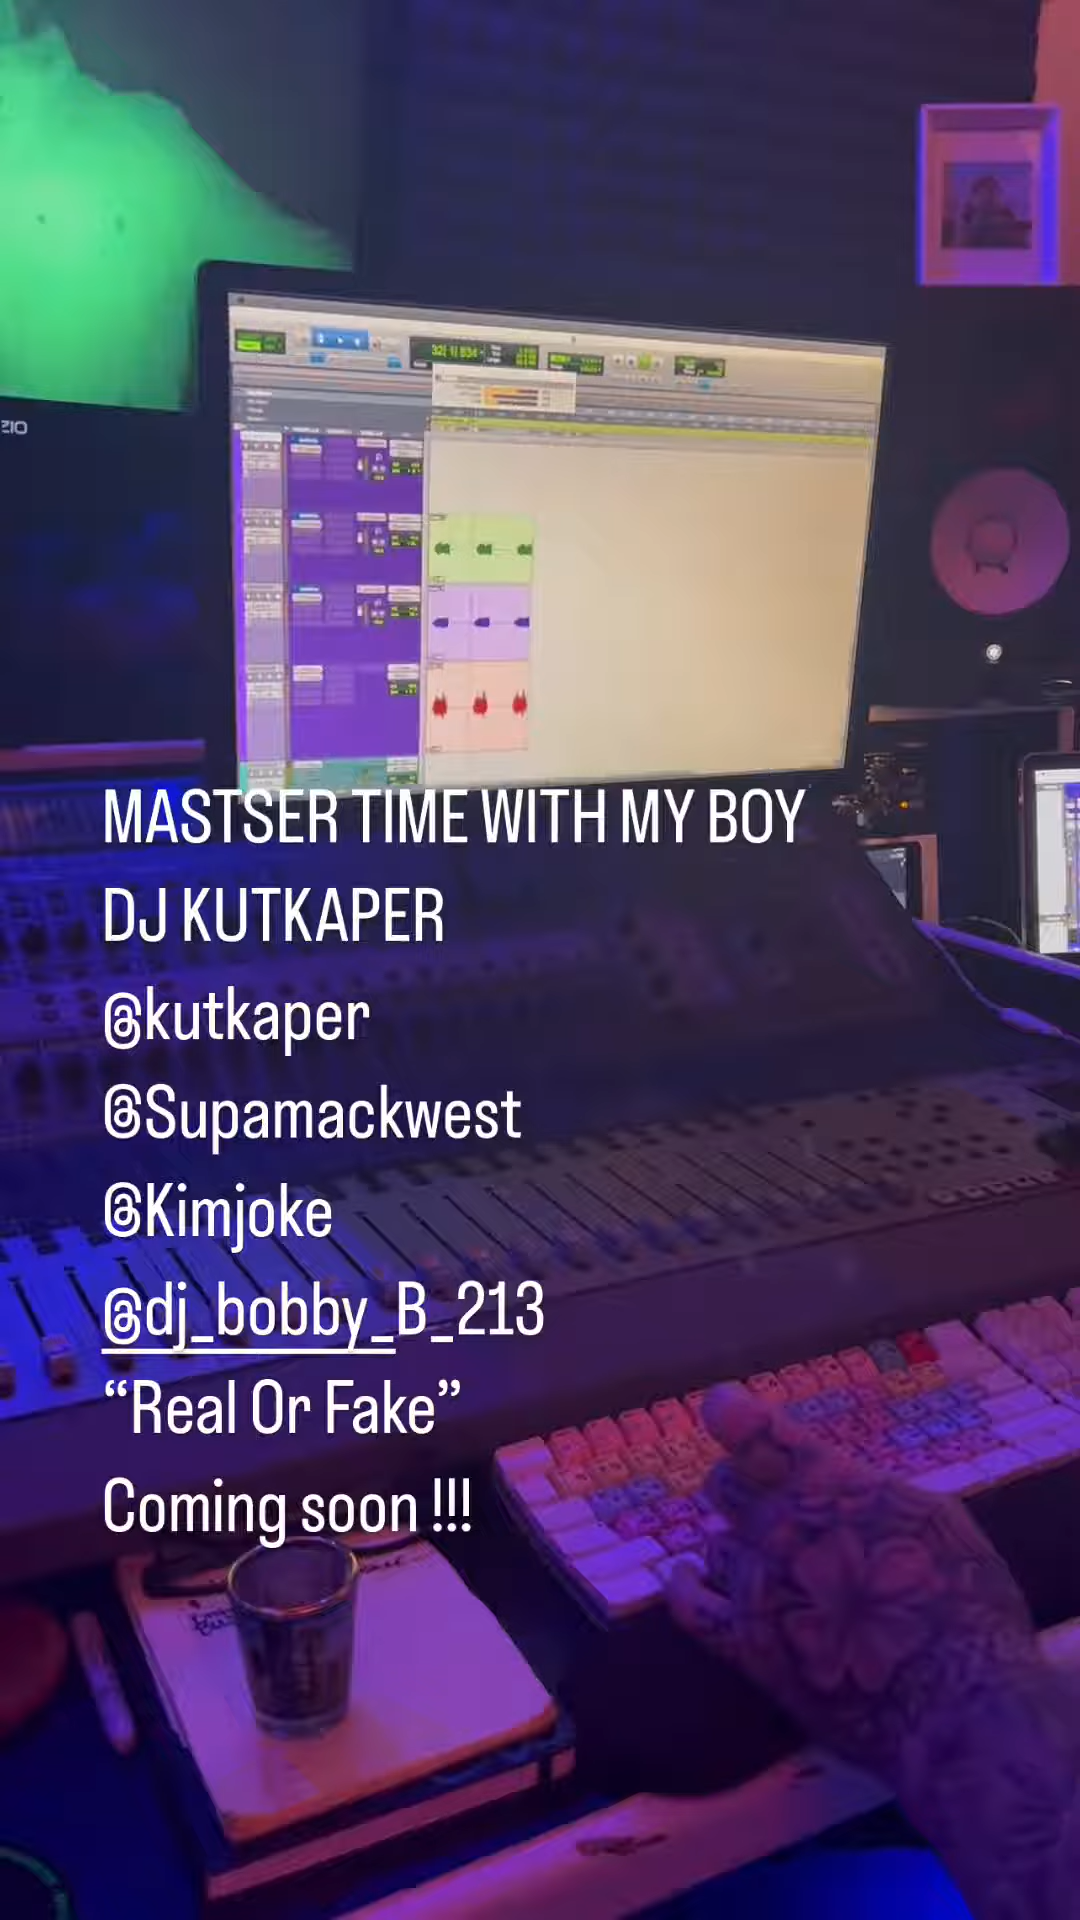 MASTSER TIME WITH MY BOY
DJ KUTKAPER
@kutkaper
@Supamackwest
@Kimjoke
@dj_bobby_B_213
“Real Or Fake”
Coming soon !!!